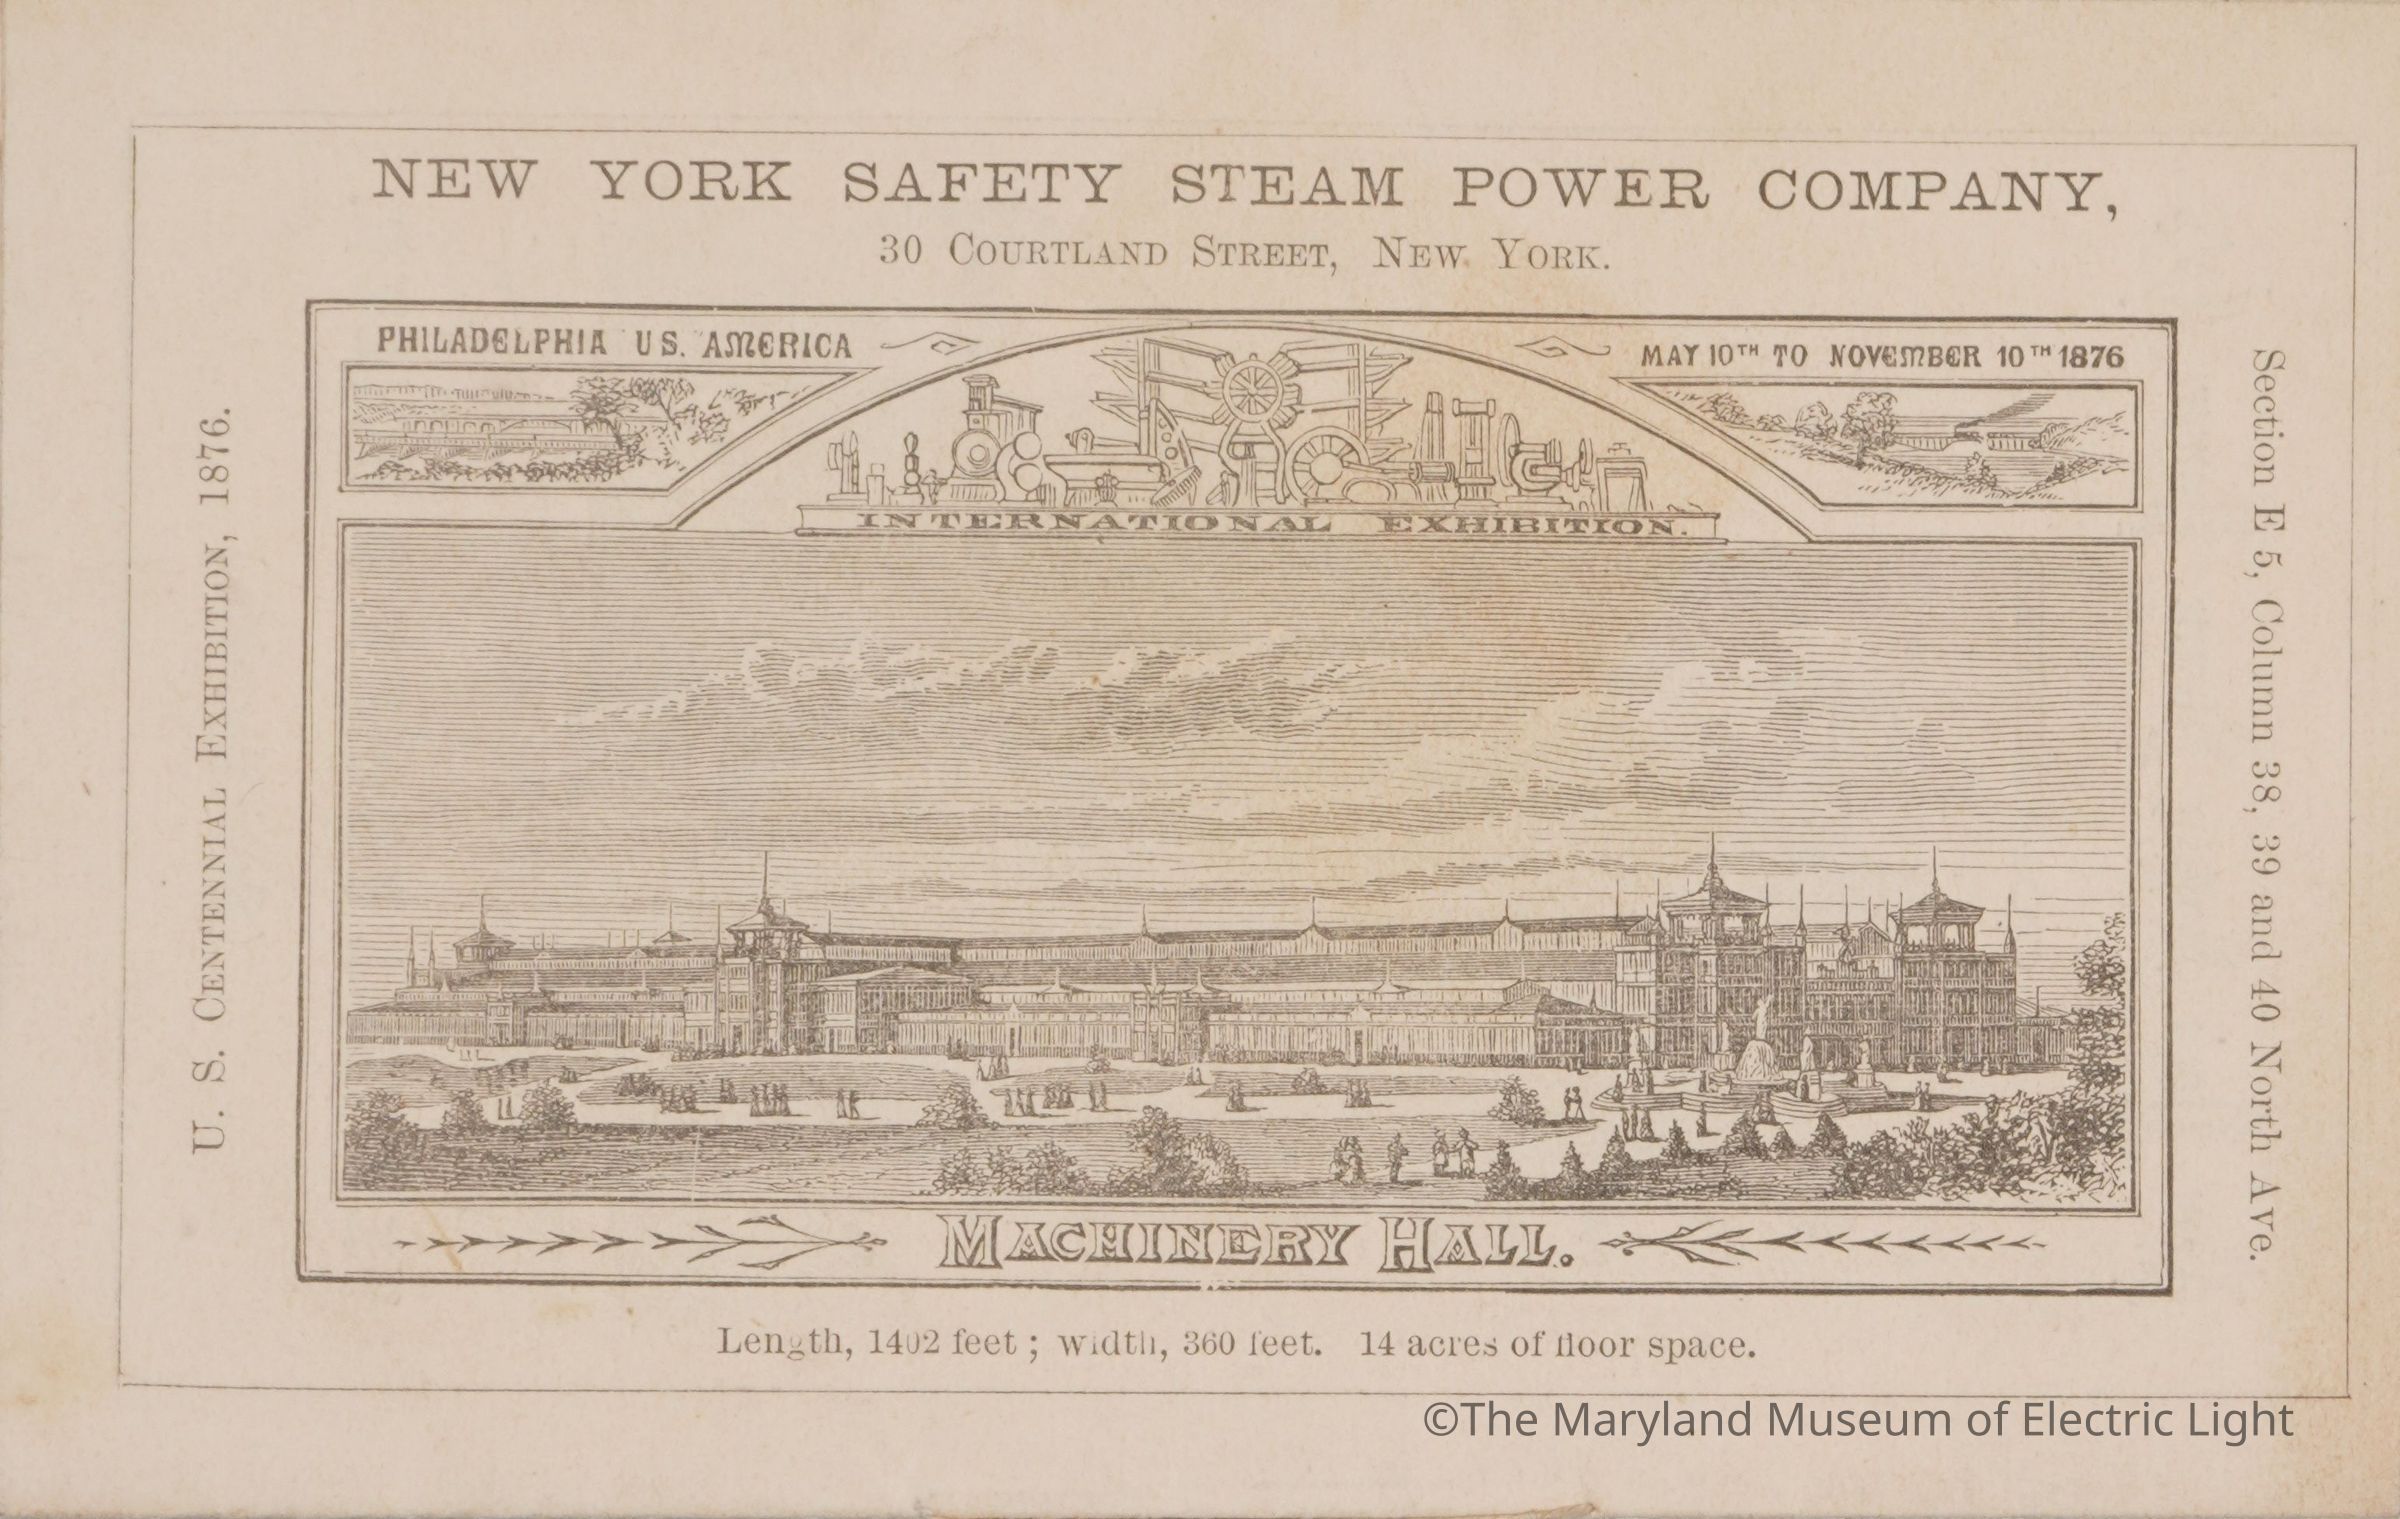 NEW YORK SAFETY STEAM POWER COMPANY,
30 COURTLAND STREET, NEW YORK.
PHILADELPHIA U S. AMERICA
MAY 10TH TO NOVEMBER 10TH 1876
INTERNATIONAL EXHIBITION.
U. S. CENTENNIAL EXHIBITION, 1876.
Section E 5, Column 38, 39 and 40 North Ave.
MACHINERY HALL.
Length, 1402 feet ; width, 360 feet. 14 acres of floor space.
©The Maryland Museum of Electric Light